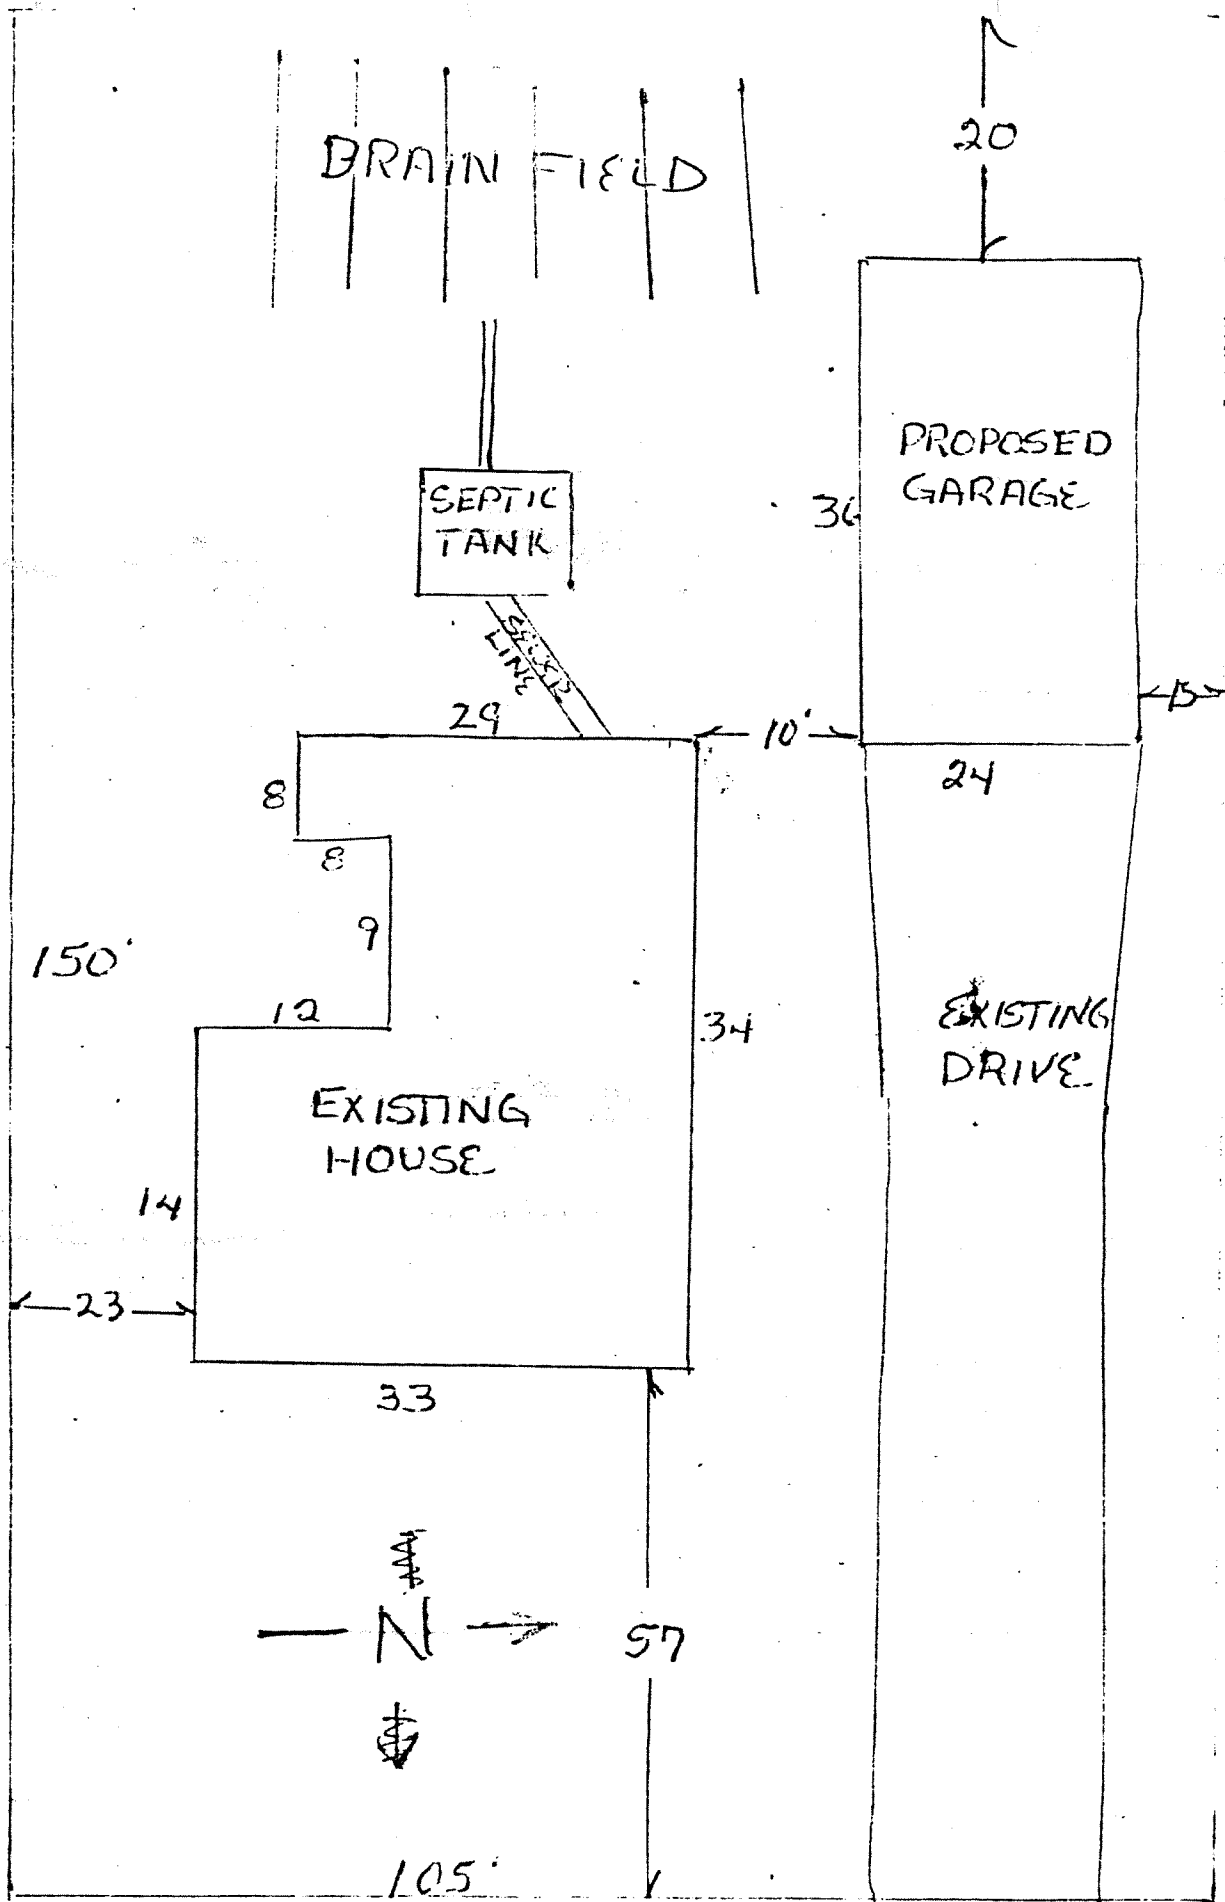 DRAIN FIELD
20
PROPOSED
GARAGE
36
SEPTIC
TANK
SEWER
LINE
15
29
10'
24
8
8
9
150'
12
34
EXISTING
DRIVE
EXISTING
HOUSE
14
23
33
N
57
105'